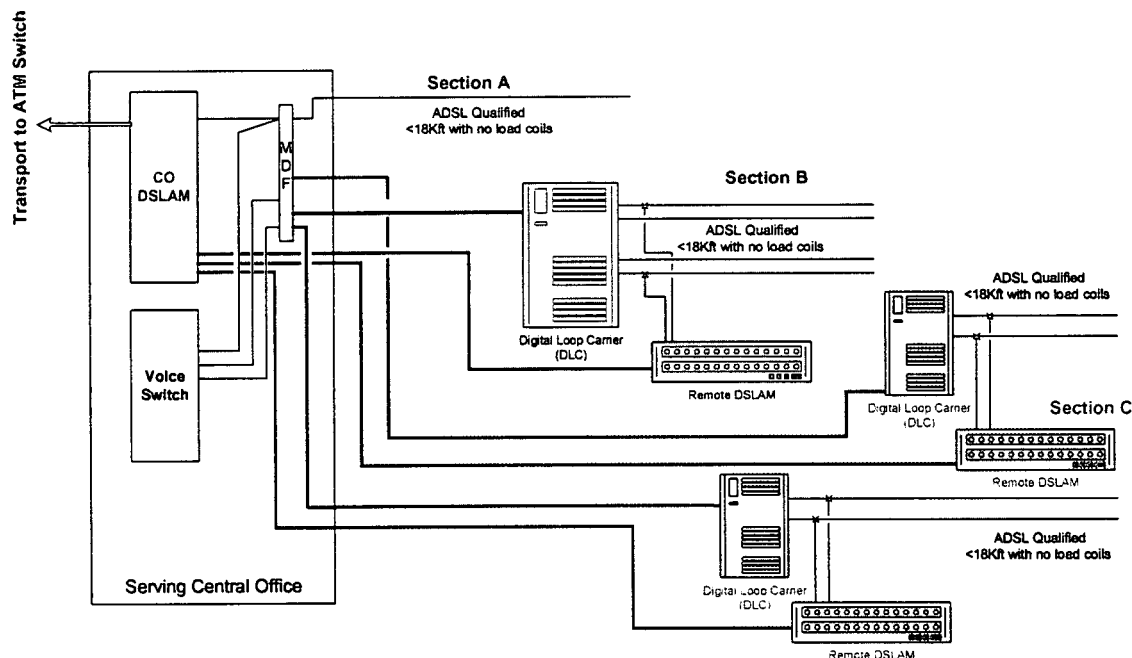 Transport to ATM Switch
Section A
ADSL Qualified
<18Kft with no load coils
CO
DSLAM
M
D
F
Section B
ADSL Qualified
<18Kft with no load coils
ADSL Qualified
<18Kft with no load coils
Voice
Switch
Digital Loop Carrier
(DLC)
Remote DSLAM
Digital Loop Carrier
(DLC)
Section C
Remote DSLAM
ADSL Qualified
<18Kft with no load coils
Serving Central Office
Digital Loop Carrier
(DLC)
Remote DSLAM